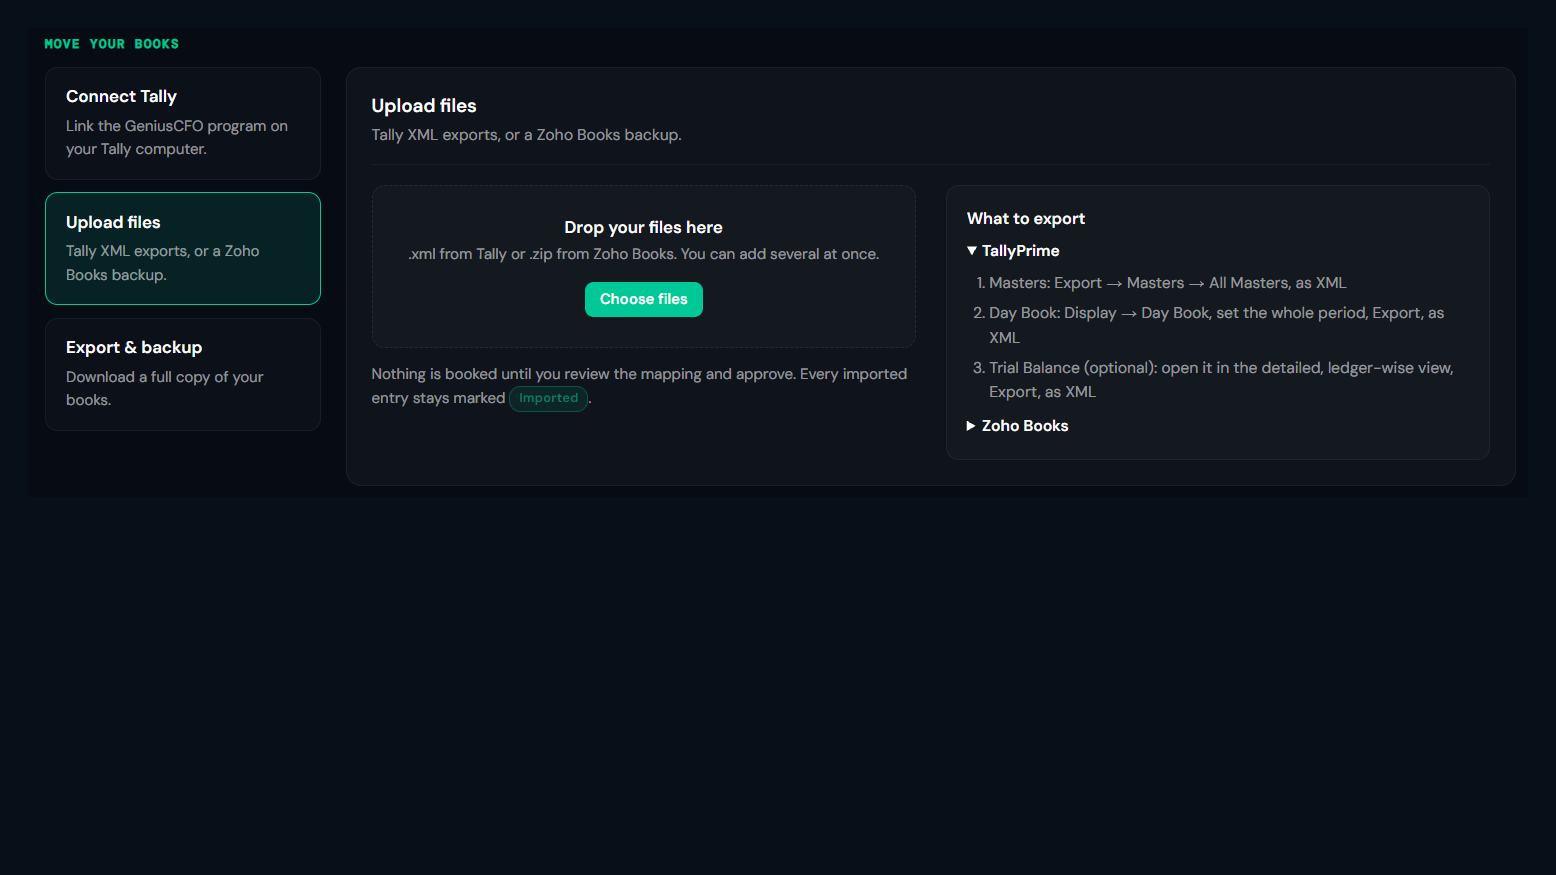 MOVE YOUR BOOKS
Connect Tally
Link the GeniusCFO program on
your Tally computer.
Upload files
Tally XML exports, or a Zoho
Books backup.
Export & backup
Download a full copy of your
books.
Upload files
Tally XML exports, or a Zoho Books backup.
Drop your files here
.xml from Tally or .zip from Zoho Books. You can add several at once.
Choose files
Nothing is booked until you review the mapping and approve. Every imported
entry stays marked Imported.
What to export
TallyPrime
1. Masters: Export → Masters → All Masters, as XML
2. Day Book: Display → Day Book, set the whole period, Export, as
XML
3. Trial Balance (optional): open it in the detailed, ledger-wise view,
Export, as XML
Zoho Books